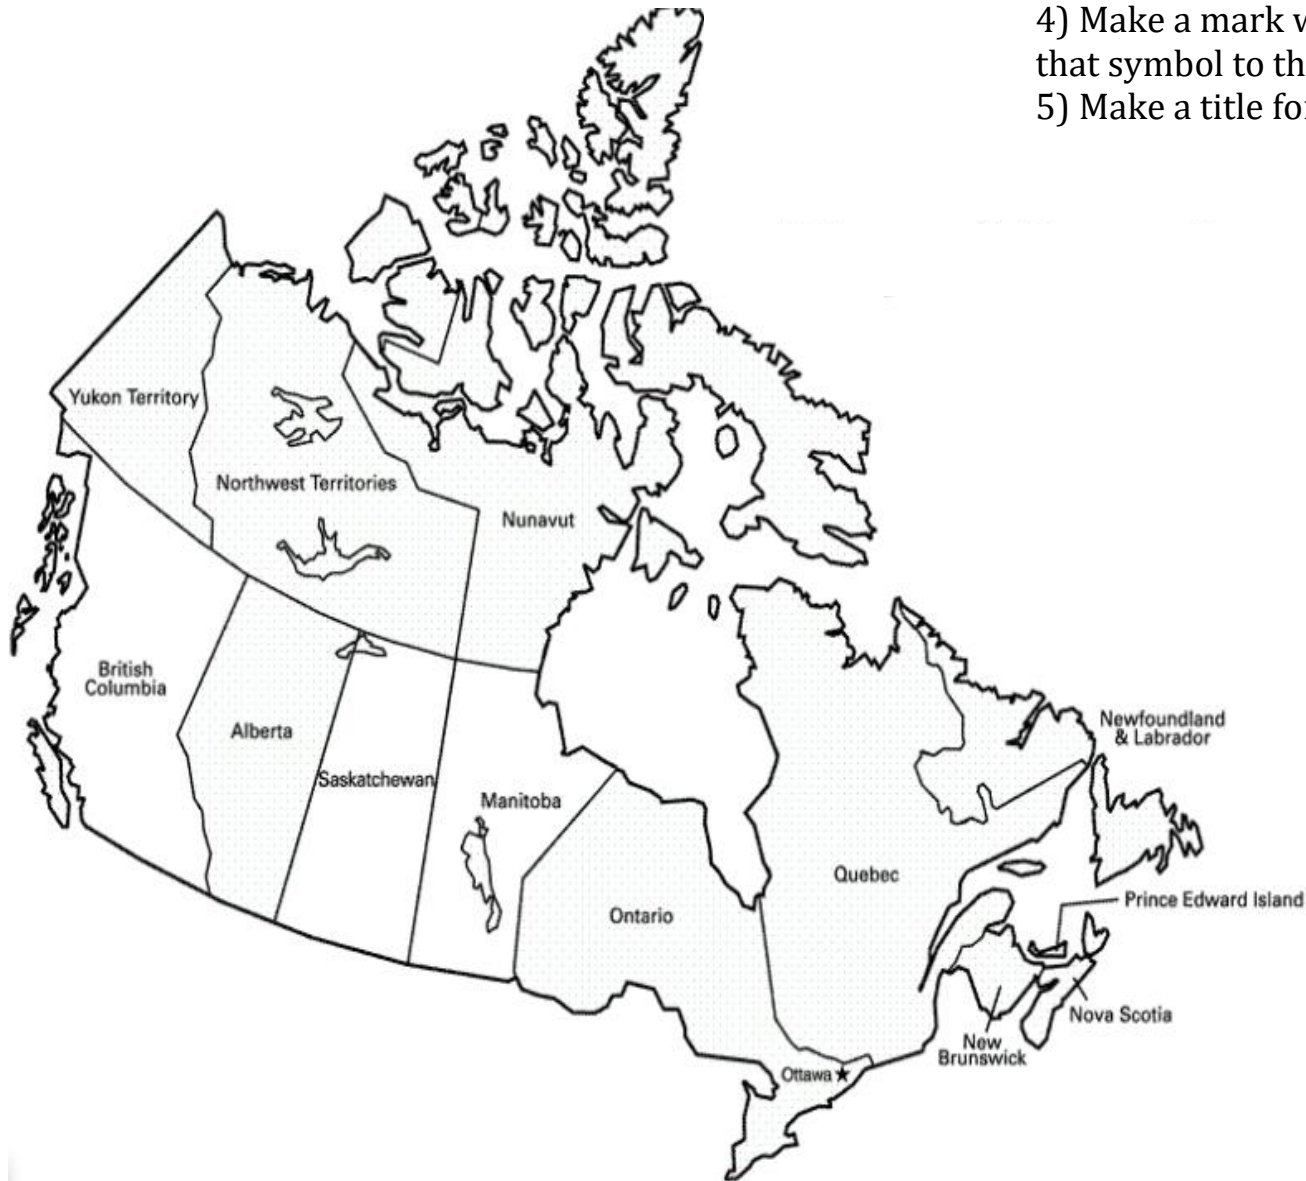 4) Make a mark w
that symbol to th
5) Make a title for
Yukon Territory
Northwest Territories
Nunavut
British
Columbia
Alberta
Saskatchewan
Manitoba
Newfoundland
& Labrador
Quebec
Ontario
Prince Edward Island
Nova Scotia
New
Brunswick
Ottawa